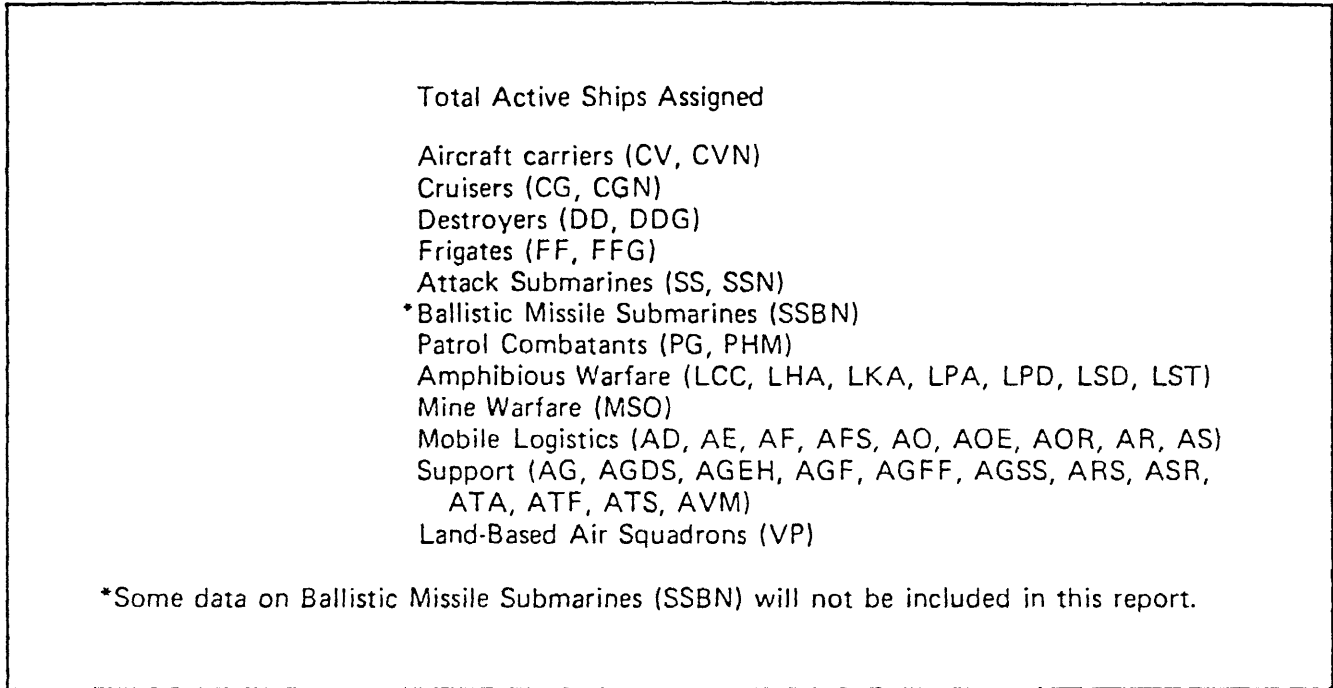 Total Active Ships Assigned
Aircraft carriers (CV, CVN)
Cruisers (CG, CGN)
Destroyers (DD, DDG)
Frigates (FF, FFG)
Attack Submarines (SS, SSN)
*Ballistic Missile Submarines (SSBN)
Patrol Combatants (PG, PHM)
Amphibious Warfare (LCC, LHA, LKA, LPA, LPD, LSD, LST)
Mine Warfare (MSO)
Mobile Logistics (AD, AE, AF, AFS, AO, AOE, AOR, AR, AS)
Support (AG, AGDS, AGEH, AGF, AGFF, AGSS, ARS, ASR,
ATA, ATF, ATS, AVM)
Land-Based Air Squadrons (VP)
*Some data on Ballistic Missile Submarines (SSBN) will not be included in this report.